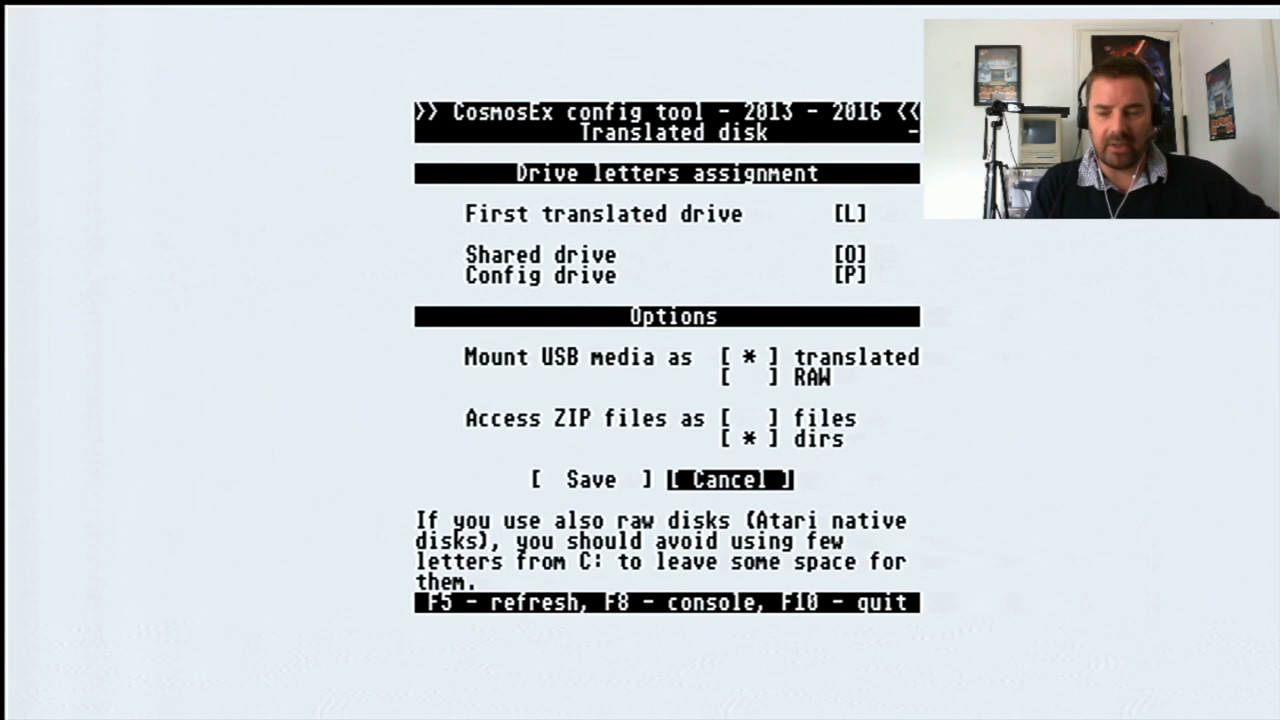 >> CosmosEx config tool - 2013 - 2016 <<
Translated disk -
Drive letters assignment
First translated drive [L]
Shared drive [O]
Config drive [P]
Options
Mount USB media as [ * ] translated
[   ] RAW
Access ZIP files as [   ] files
[ * ] dirs
[ Save ] [ Cancel ]
If you use also raw disks (Atari native
disks), you should avoid using few
letters from C: to leave some space for
them.
F5 - refresh, F8 - console, F10 - quit